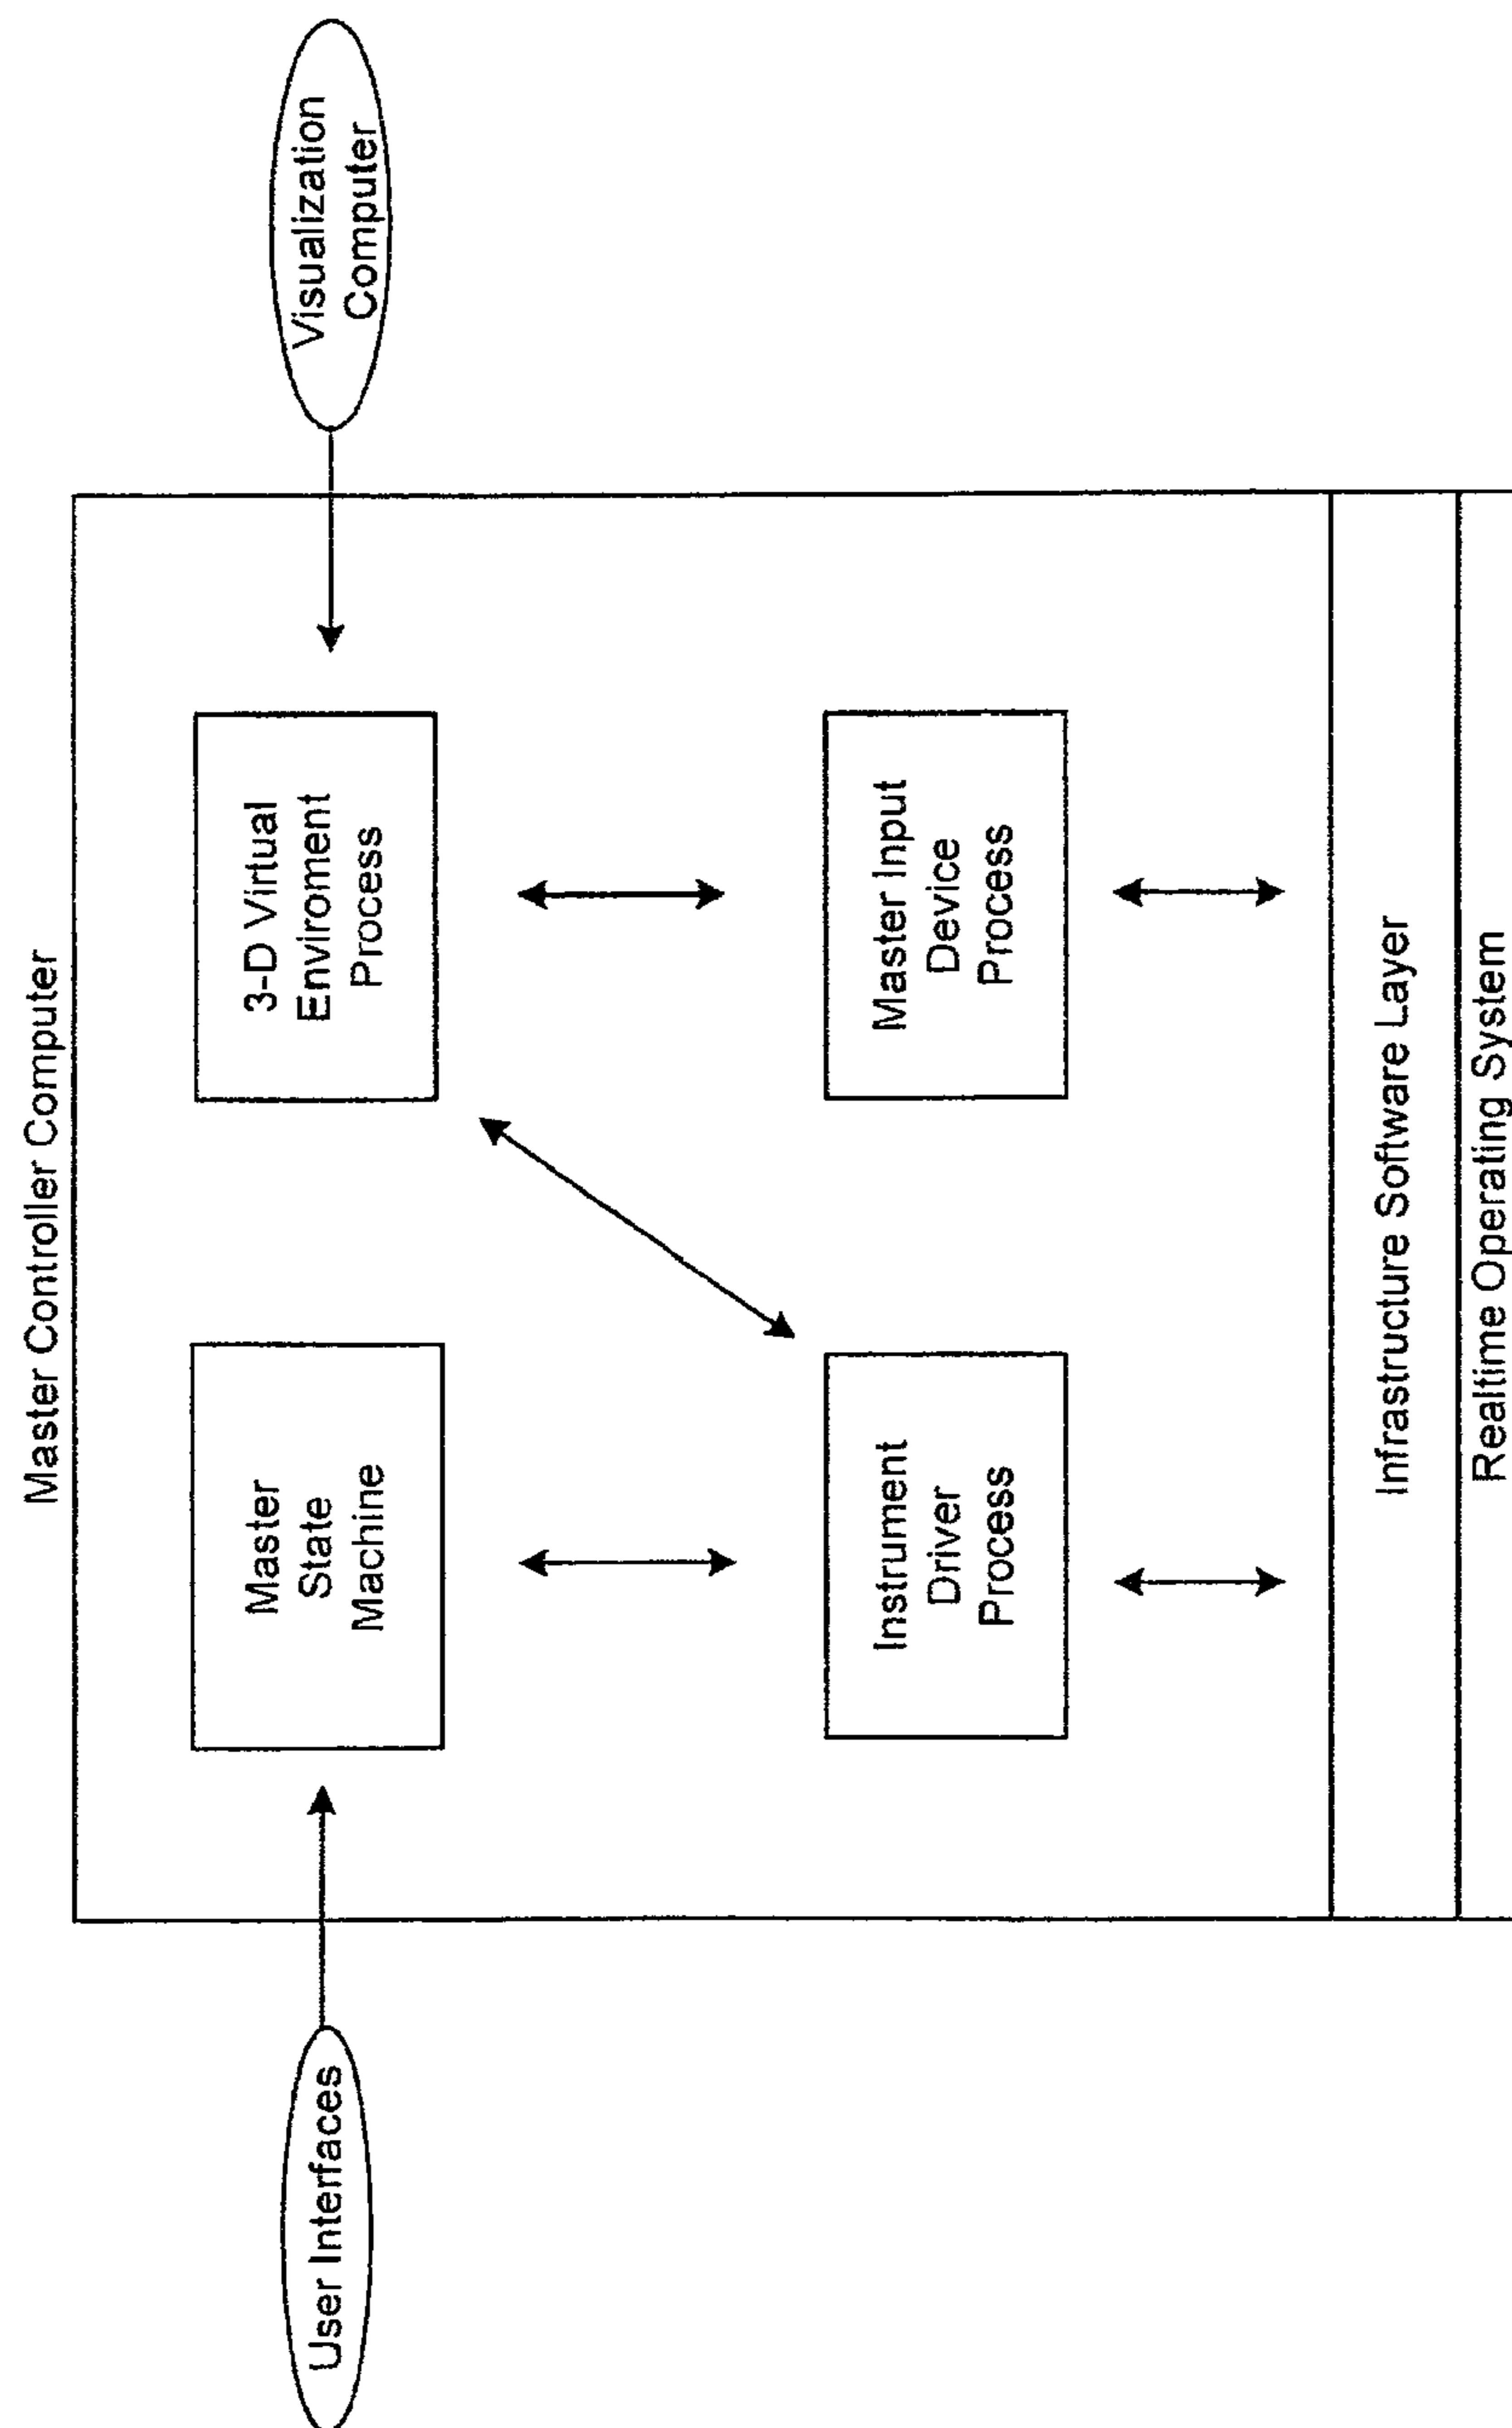 Master Controller Computer
User Interfaces
Master
State
Machine
3-D Virtual
Enviroment
Process
Visualization
Computer
Instrument
Driver
Process
Master Input
Device
Process
Infrastructure Software Layer
Realtime Operating System